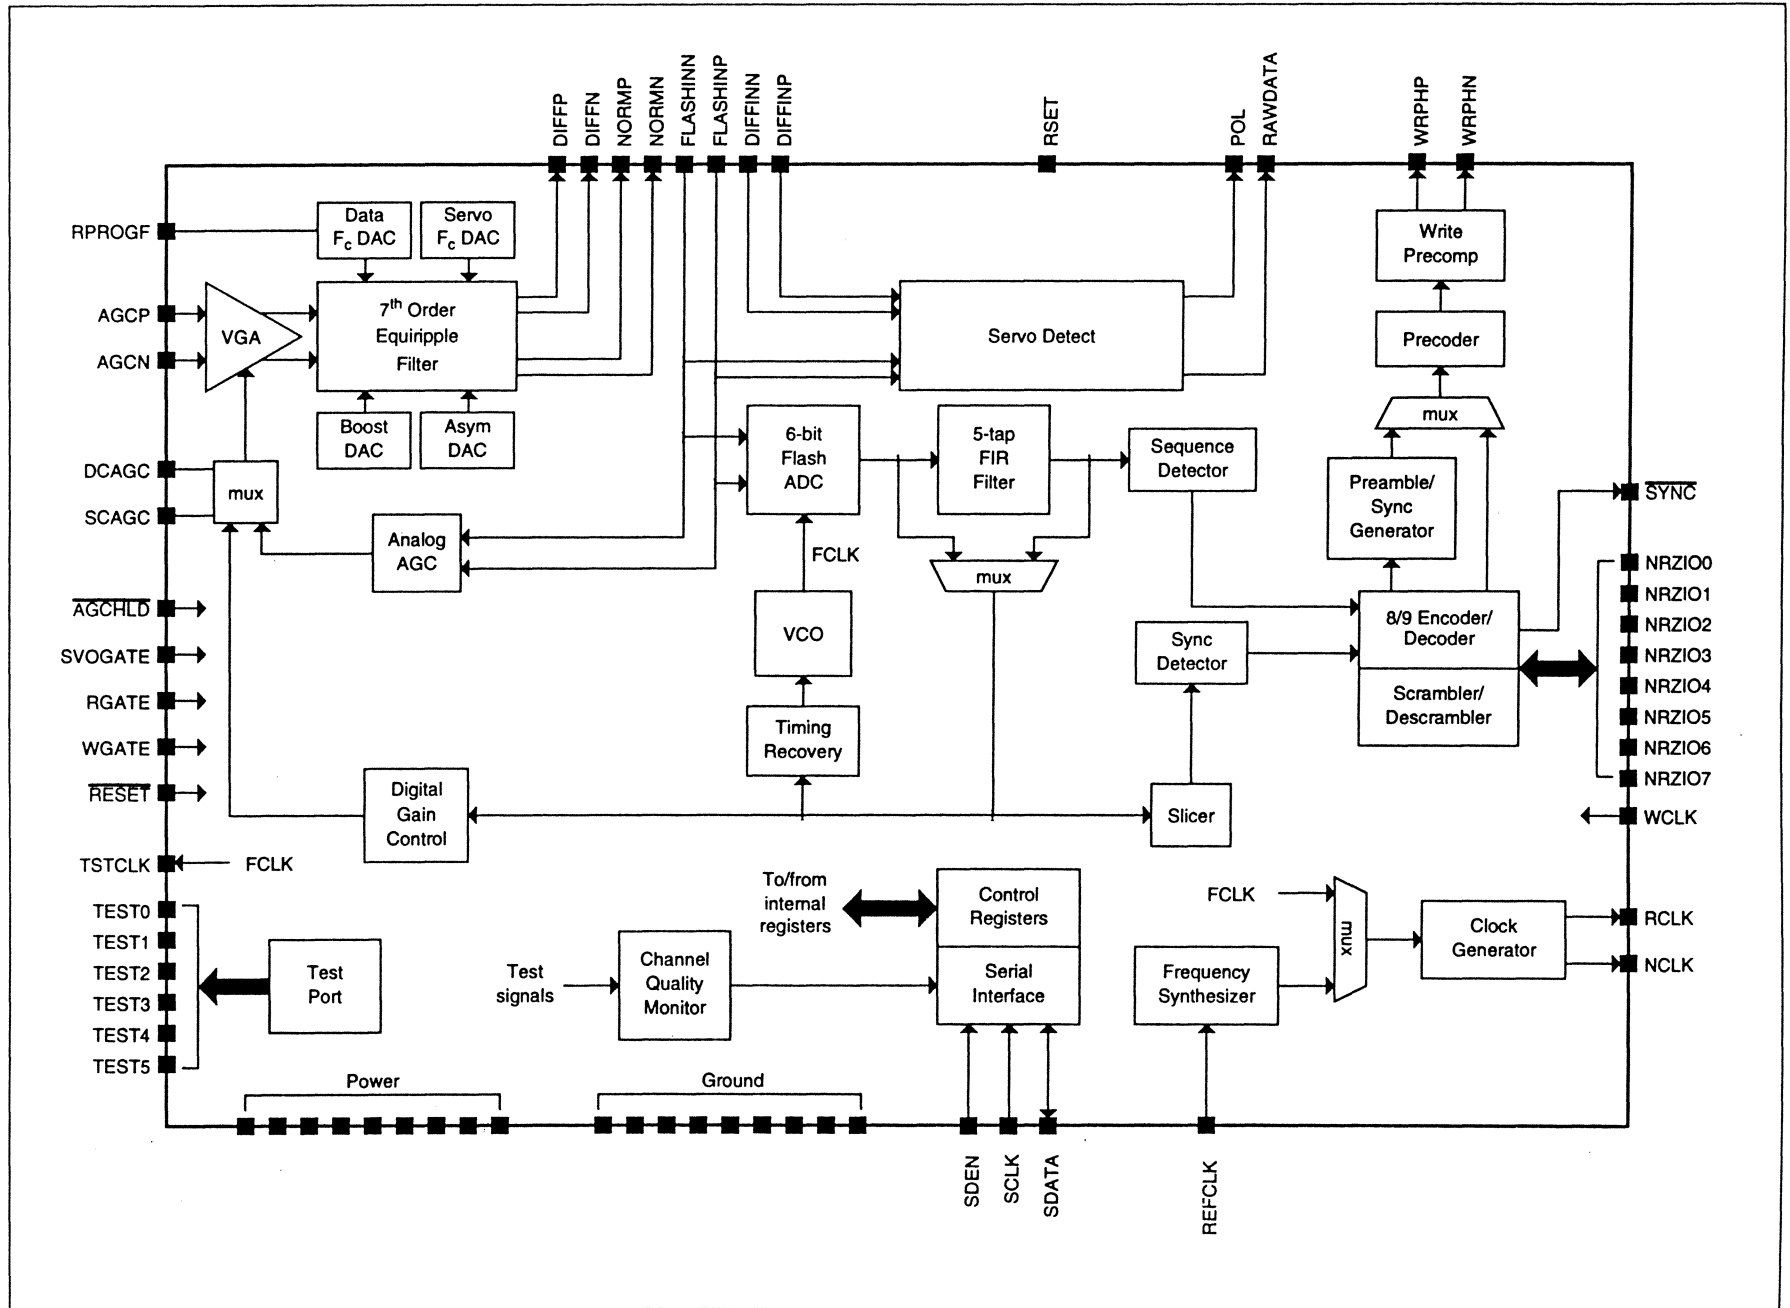 DIFFP
DIFFN
NORMP
NORMN
FLASHINN
FLASHINP
DIFFINN
DIFFINP
RSET
POL
RAWDATA
WRPHP
WRPHN
RPROGF
AGCP
AGCN
DCAGC
SCAGC
AGCHLD
SVOGATE
RGATE
WGATE
RESET
TSTCLK
FCLK
TEST0
TEST1
TEST2
TEST3
TEST4
TEST5
Data
Fc DAC
Servo
Fc DAC
VGA
7th Order
Equiripple
Filter
Boost
DAC
Asym
DAC
mux
Analog
AGC
Servo Detect
6-bit
Flash
ADC
5-tap
FIR
Filter
Sequence
Detector
FCLK
mux
VCO
Timing
Recovery
Digital
Gain
Control
Sync
Detector
Slicer
Write
Precomp
Precoder
mux
Preamble/
Sync
Generator
8/9 Encoder/
Decoder
Scrambler/
Descrambler
SYNC
NRZIO0
NRZIO1
NRZIO2
NRZIO3
NRZIO4
NRZIO5
NRZIO6
NRZIO7
WCLK
RCLK
NCLK
Test
Port
Test
signals
Channel
Quality
Monitor
To/from
internal
registers
Control
Registers
Serial
Interface
FCLK
Frequency
Synthesizer
mux
Clock
Generator
Power
Ground
SDEN
SCLK
SDATA
REFCLK